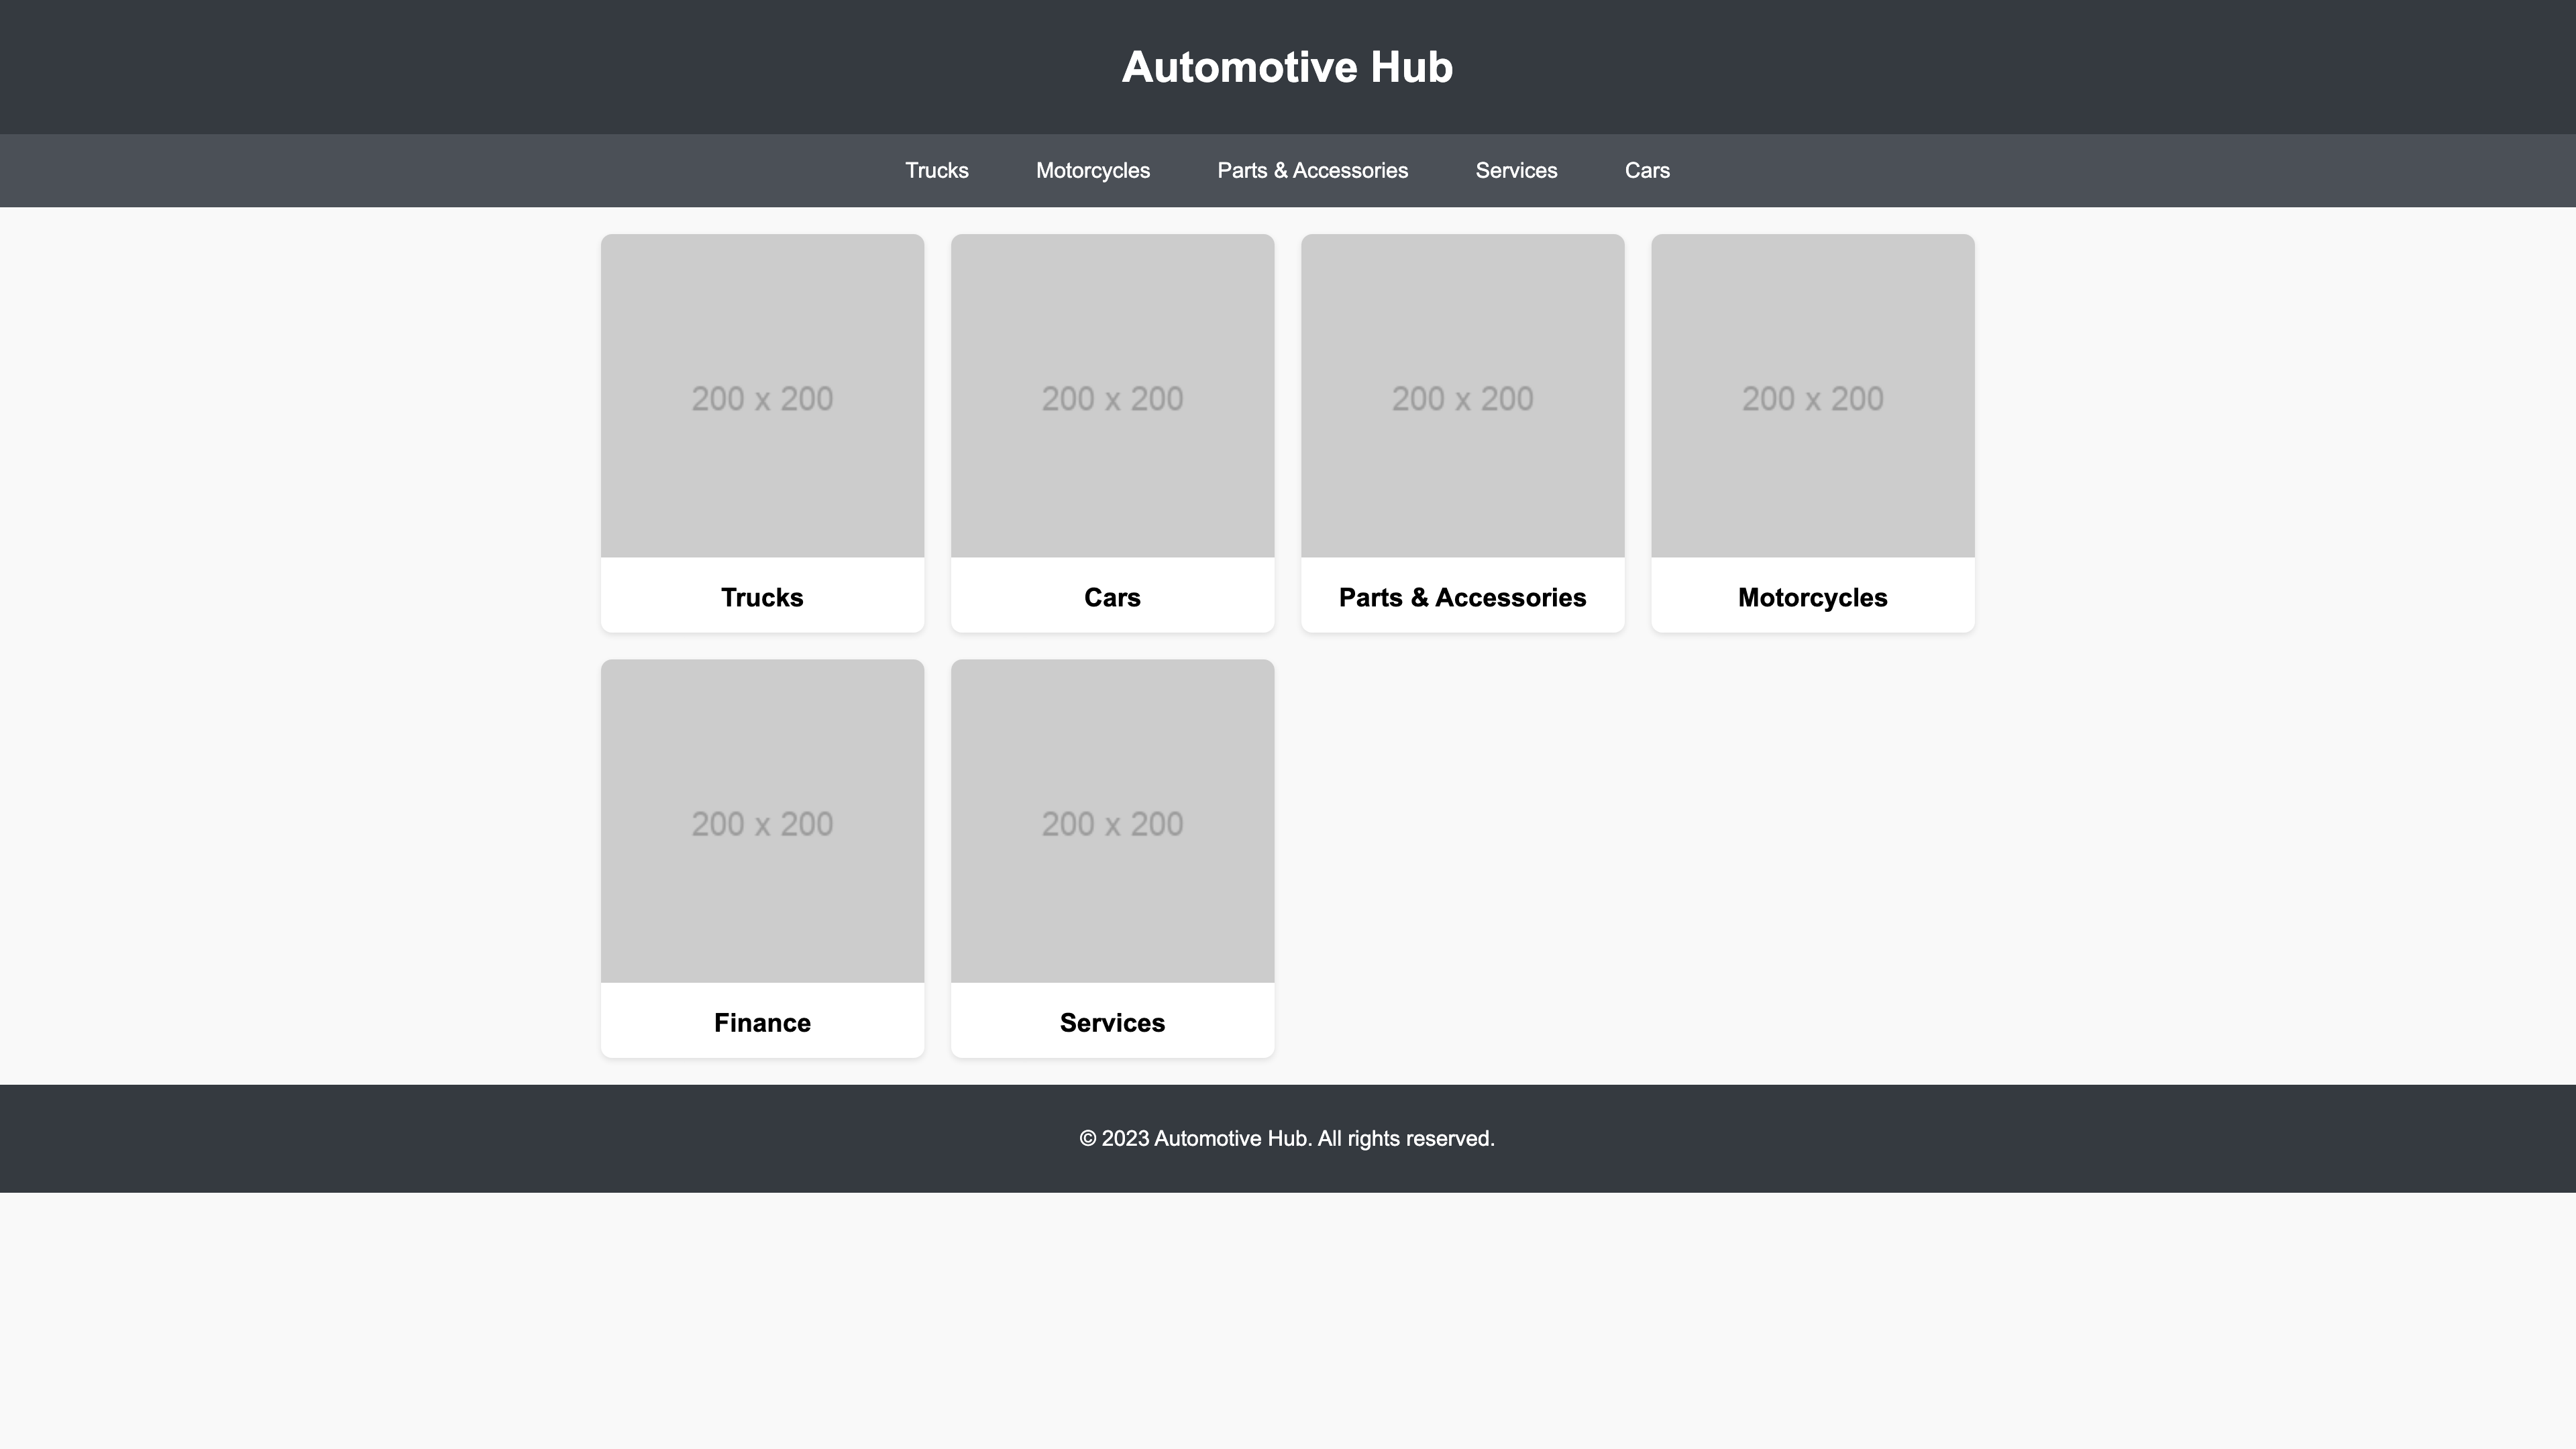 Automotive Hub
Trucks Motorcycles Parts & Accessories Services Cars
200 x 200 200 x 200 200 x 200 200 x 200
Trucks Cars Parts & Accessories Motorcycles
200 x 200 200 x 200
Finance Services
© 2023 Automotive Hub. All rights reserved.